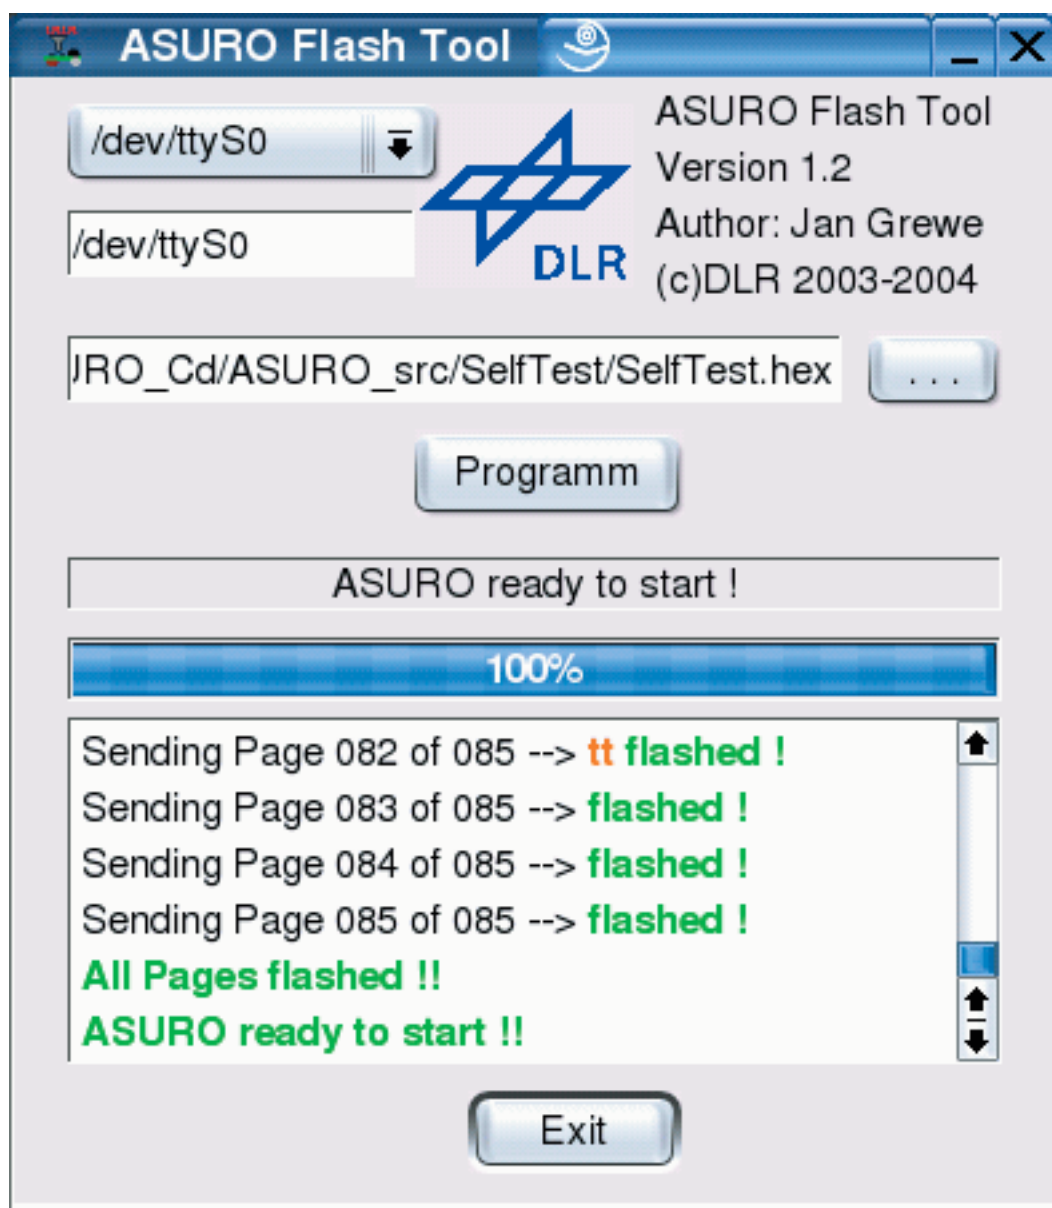 ASURO Flash Tool
/dev/ttyS0
ASURO Flash Tool
Version 1.2
/dev/ttyS0
Author: Jan Grewe
DLR
(c)DLR 2003-2004
JRO_Cd/ASURO_src/SelfTest/SelfTest.hex
...
Programm
ASURO ready to start !
100%
Sending Page 082 of 085 --> tt flashed !
Sending Page 083 of 085 --> flashed !
Sending Page 084 of 085 --> flashed !
Sending Page 085 of 085 --> flashed !
All Pages flashed !!
ASURO ready to start !!
Exit